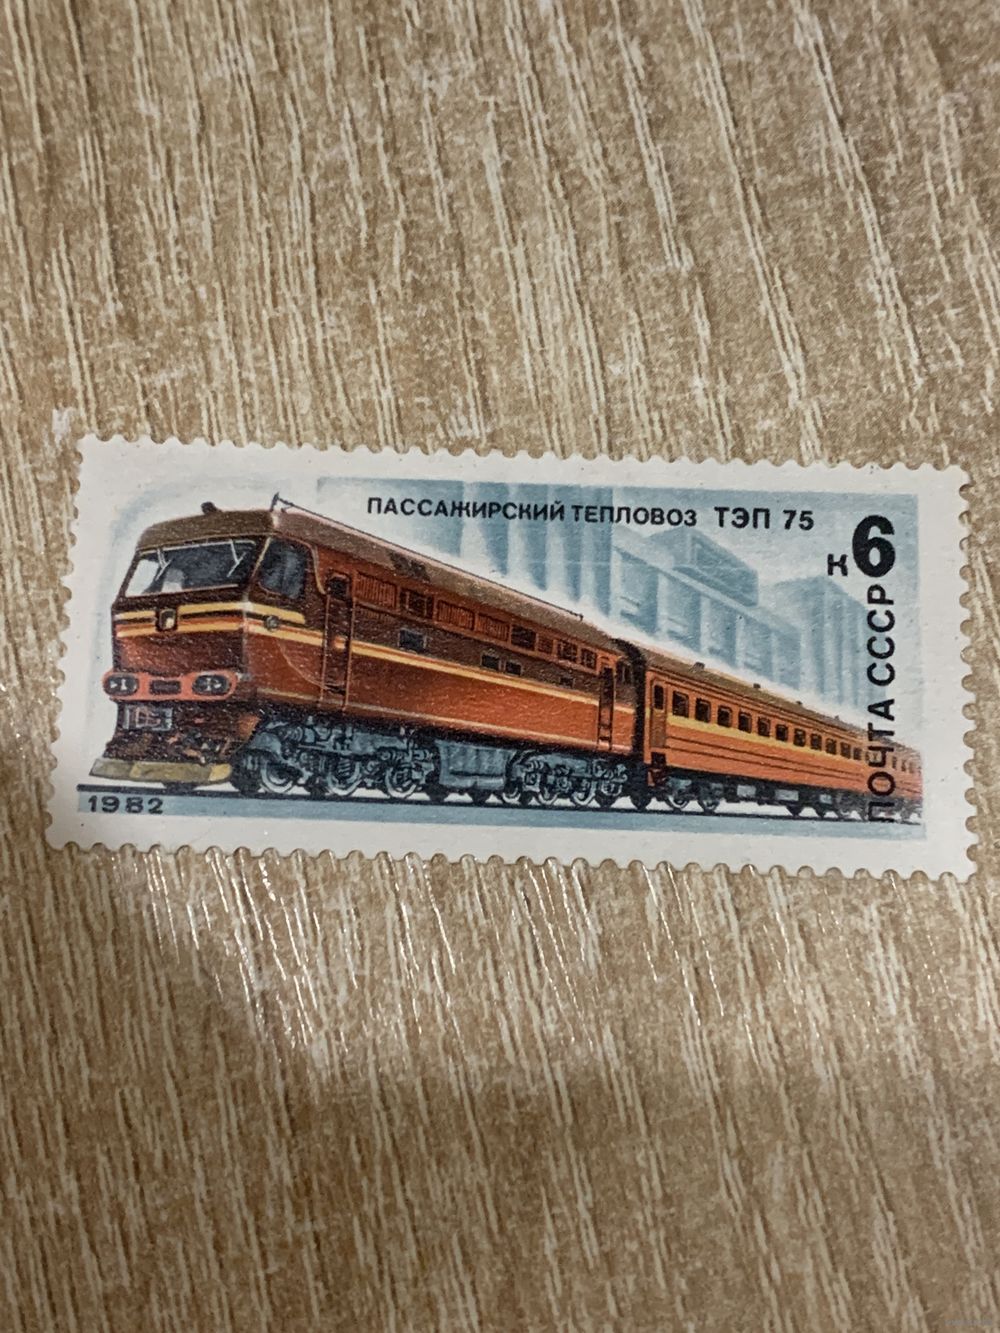 ПАССАЖИРСКИЙ ТЕПЛОВОЗ ТЭП 75
к6
ПОЧТА СССР
1982